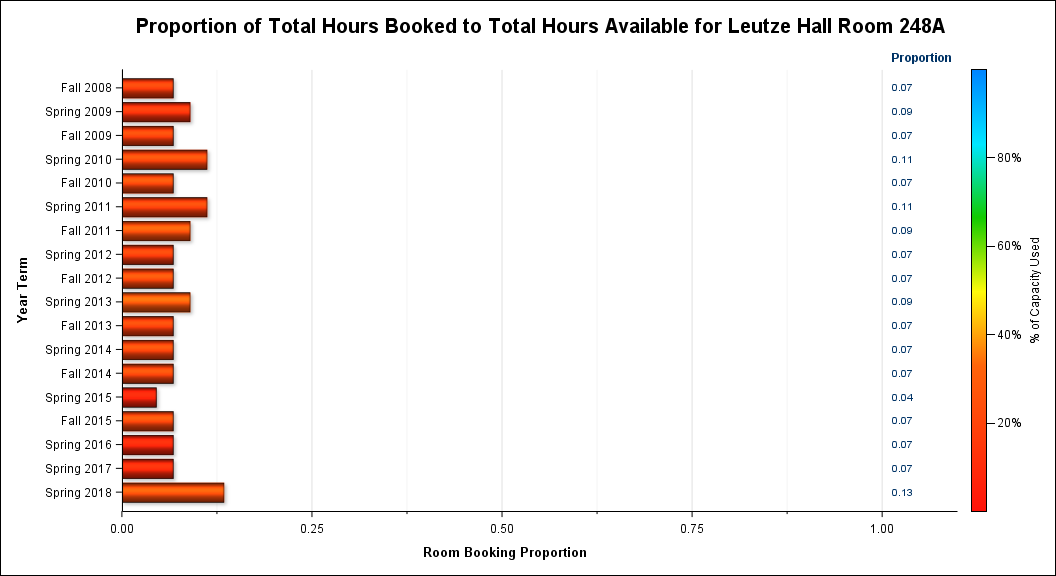 Proportion of Total Hours Booked to Total Hours Available for Leutze Hall Room 248A
Proportion
Fall 2008 0.07
Spring 2009 0.09
Fall 2009 0.07
Spring 2010 0.11
Fall 2010 0.07
Spring 2011 0.11
Fall 2011 0.09
Spring 2012 0.07
Fall 2012 0.07
Spring 2013 0.09
Fall 2013 0.07
Spring 2014 0.07
Fall 2014 0.07
Spring 2015 0.04
Fall 2015 0.07
Spring 2016 0.07
Spring 2017 0.07
Spring 2018 0.13
Year Term
0.00 0.25 0.50 0.75 1.00
Room Booking Proportion
80%
60%
40%
20%
% of Capacity Used